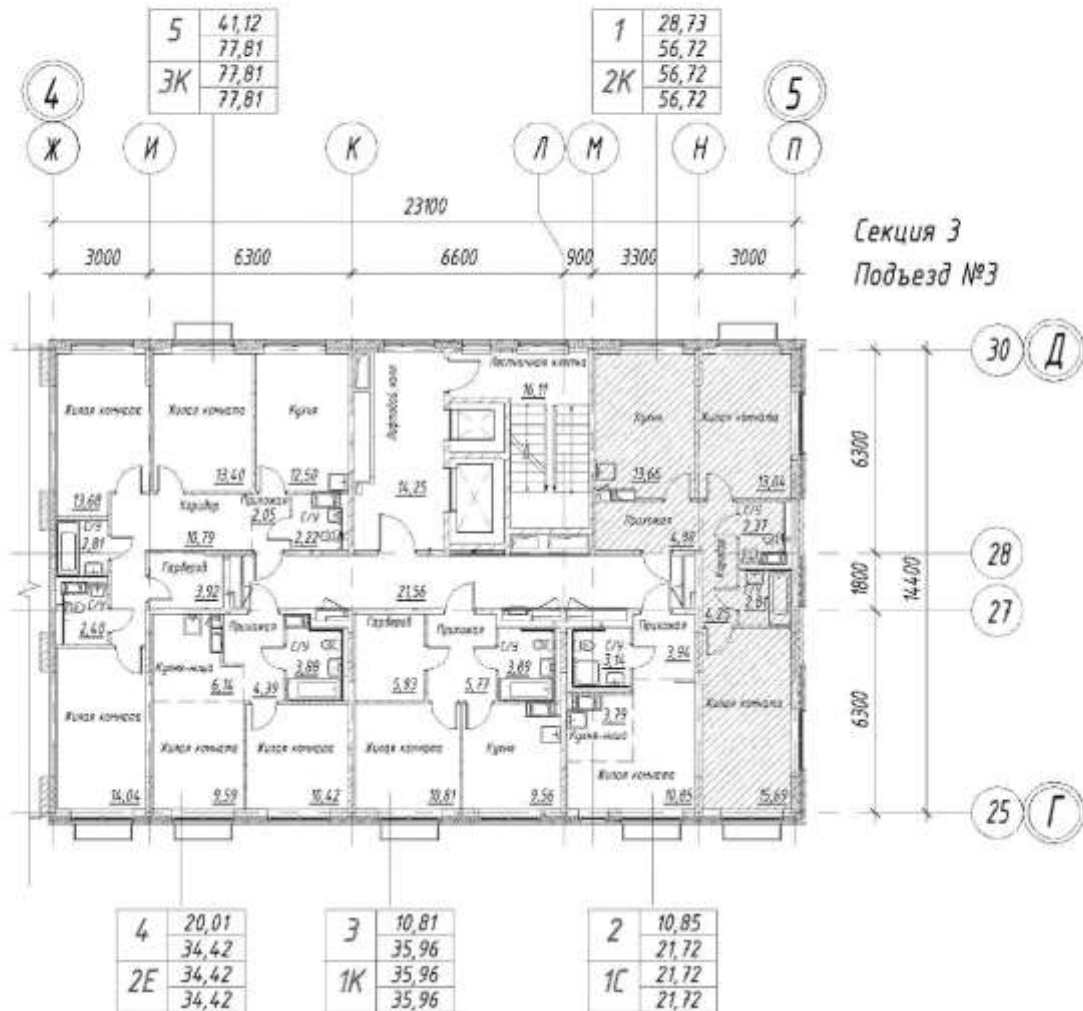 5 41,12
77,81
3К 77,81
77,81
1 28,73
56,72
2К 56,72
56,72
4 5
Ж И К Л М Н П
23100
3000 6300 6600 900 3300 3000
Секция 3
Подъезд №3
30 Д
Лестничная клетка
16,11
Жилая комната
Жилая комната
Кухня
Лифтовой холл
Кухня
Жилая комната
6300
13,68
13,40
12,50
14,25
13,66
13,04
Коридор
Прихожая
2,05
С/У
2,22
С/У
2,81
10,79
Прихожая
4,98
С/У
2,37
Коридор
28
1800
14400
Гардероб
3,92
21,56
С/У
2,81
4,25
27
С/У
2,40
Прихожая
С/У
3,88
Гардероб
Прихожая
С/У
3,89
С/У
3,14
Прихожая
3,94
Кухня-ниша
6,14
4,39
5,83
5,77
3,79
Кухня-ниша
6300
Жилая комната
Жилая комната
Жилая комната
Жилая комната
Кухня
Жилая комната
Жилая комната
14,04
9,59
10,42
10,81
9,56
10,85
15,69
25 Г
4 20,01
34,42
2Е 34,42
34,42
3 10,81
35,96
1К 35,96
35,96
2 10,85
21,72
1С 21,72
21,72